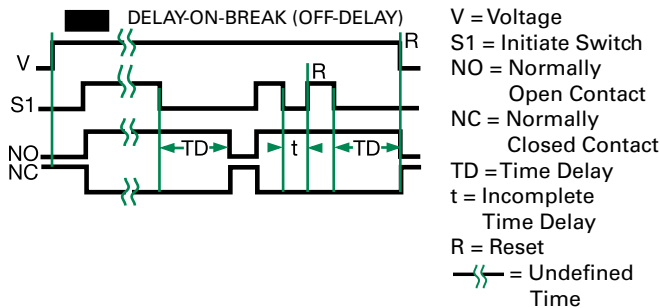 DELAY-ON-BREAK (OFF-DELAY)
R
V
R
S1
NO
NC
TD
t
TD
V = Voltage
S1 = Initiate Switch
NO = Normally
Open Contact
NC = Normally
Closed Contact
TD = Time Delay
t = Incomplete
Time Delay
R = Reset
= Undefined
Time